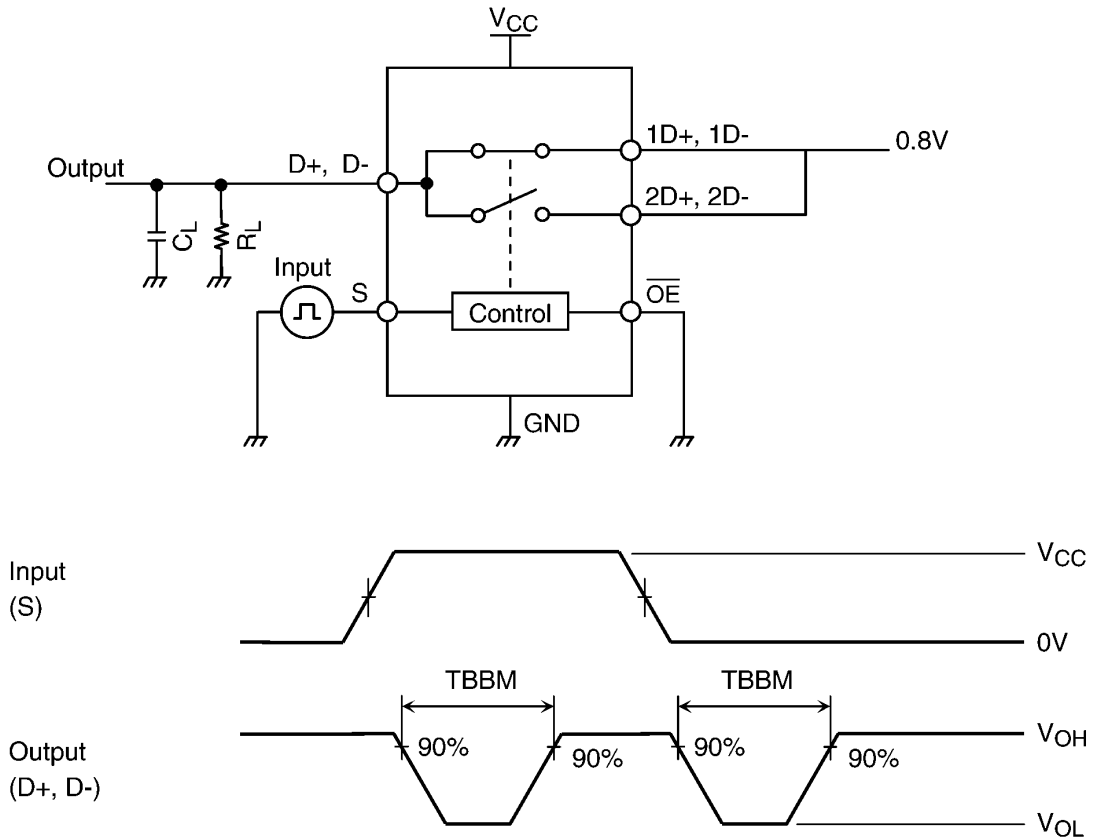 VCC
Output
D+, D-
1D+, 1D-
0.8V
2D+, 2D-
CL
RL
Input
S
Control
OE
GND
Input
(S)
VCC
0V
TBBM
TBBM
Output
(D+, D-)
90%
90%
90%
90%
VOH
VOL